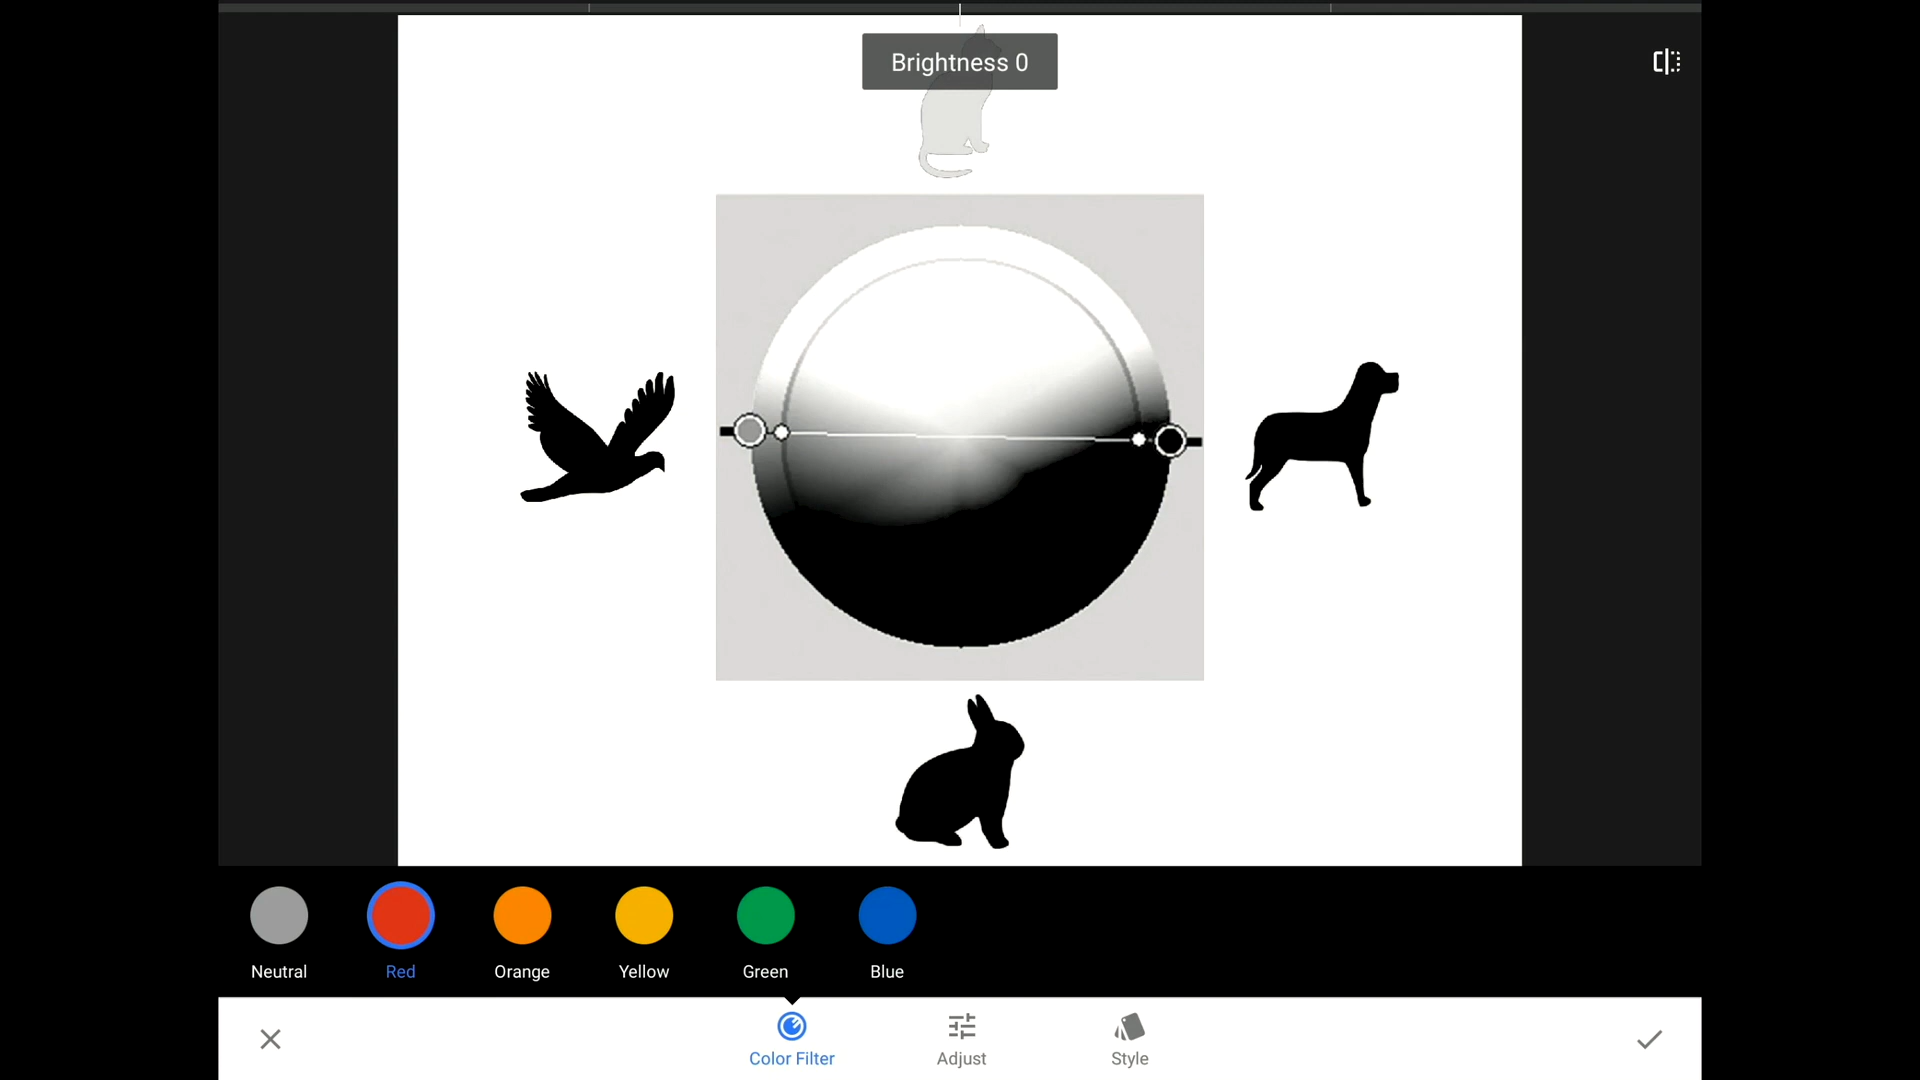 Brightness 0
Neutral
Red
Orange
Yellow
Green
Blue
Color Filter
Adjust
Style